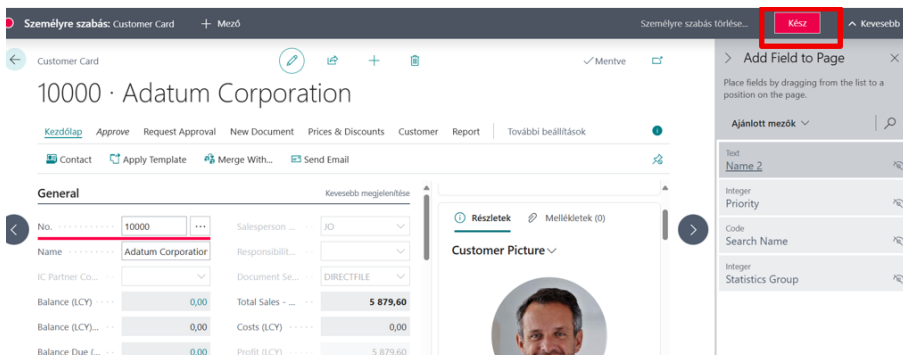 Személyre szabás: Customer Card + Mező Személyre szabás törlése... Kész Kevesebb
Customer Card Mentve
10000 · Adatum Corporation
Kezdőlap Approve Request Approval New Document Prices & Discounts Customer Report További beállítások
Contact Apply Template Merge With... Send Email
General Kevesebb megjelenítése
No. 10000 ... Salesperson ... JO
Name Adatum Corporation Responsibilit...
IC Partner Co... Document Se... DIRECTFILE
Balance (LCY) 0,00 Total Sales - ... 5 879,60
Balance (LCY)... 0,00 Costs (LCY) 0,00
Balance Due (... 0,00 Profit (LCY) 5 879,60
Részletek Mellékletek (0)
Customer Picture
Add Field to Page
Place fields by dragging from the list to a
position on the page.
Ajánlott mezők
Text
Name 2
Integer
Priority
Code
Search Name
Integer
Statistics Group